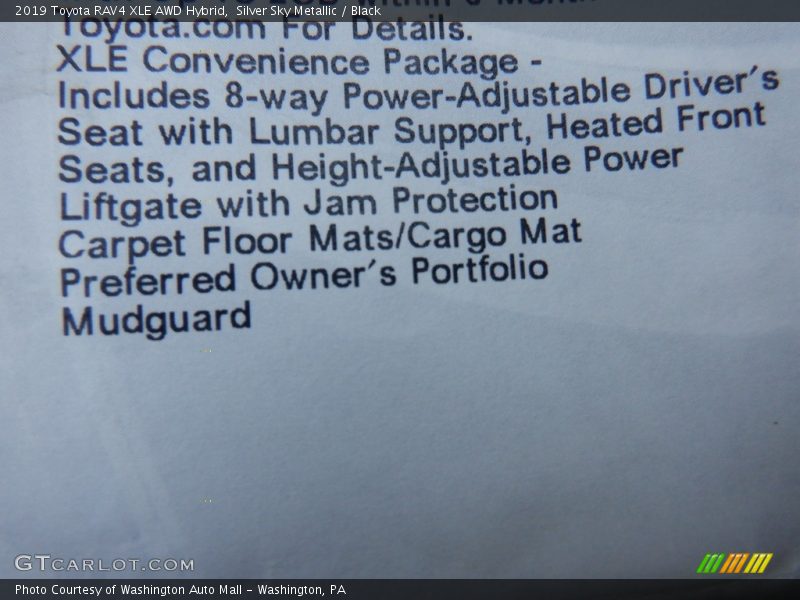 2019 Toyota RAV4 XLE AWD Hybrid, Silver Sky Metallic / Black
Toyota.com For Details.
XLE Convenience Package -
Includes 8-way Power-Adjustable Driver's
Seat with Lumbar Support, Heated Front
Seats, and Height-Adjustable Power
Liftgate with Jam Protection
Carpet Floor Mats/Cargo Mat
Preferred Owner's Portfolio
Mudguard
GTCARLOT.COM
Photo Courtesy of Washington Auto Mall - Washington, PA